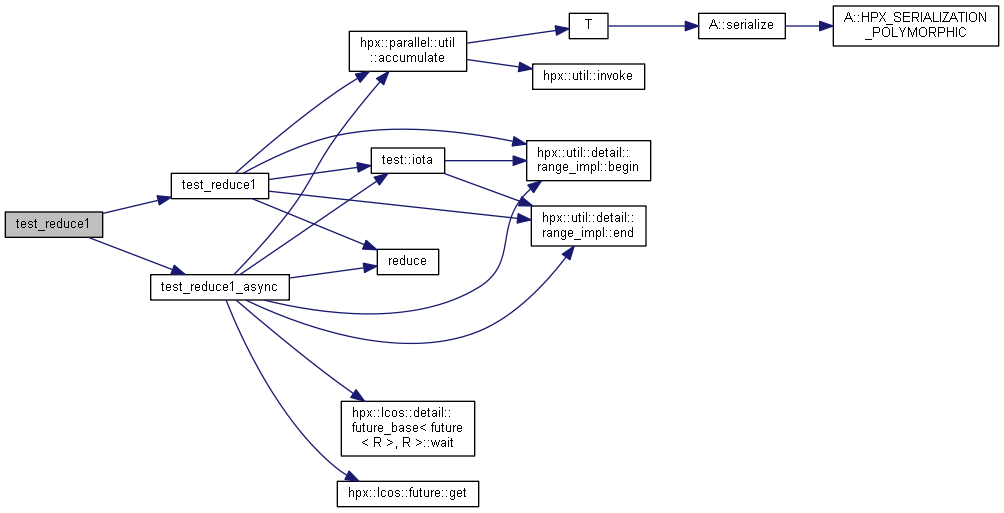 test_reduce1
test_reduce1
test_reduce1_async
hpx::parallel::util
::accumulate
test::iota
reduce
hpx::lcos::detail::
future_base< future
< R >, R >::wait
hpx::lcos::future::get
T
hpx::util::invoke
hpx::util::detail::
range_impl::begin
hpx::util::detail::
range_impl::end
A::serialize
A::HPX_SERIALIZATION
_POLYMORPHIC